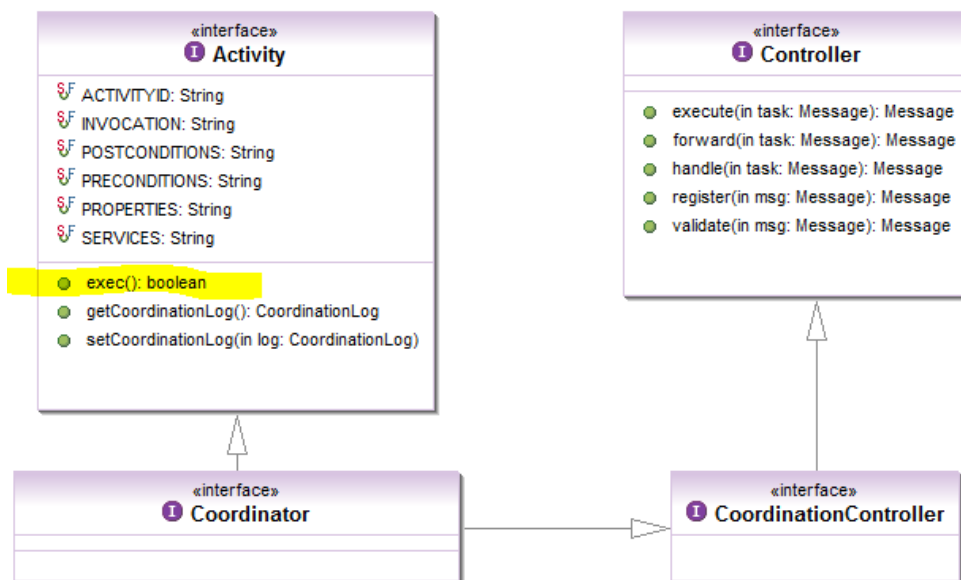 «interface»
I Activity
S F ACTIVITYID: String
S F INVOCATION: String
S F POSTCONDITIONS: String
S F PRECONDITIONS: String
S F PROPERTIES: String
S F SERVICES: String
exec(): boolean
getCoordinationLog(): CoordinationLog
setCoordinationLog(in log: CoordinationLog)
«interface»
I Controller
execute(in task: Message): Message
forward(in task: Message): Message
handle(in task: Message): Message
register(in msg: Message): Message
validate(in msg: Message): Message
«interface»
I Coordinator
«interface»
I CoordinationController